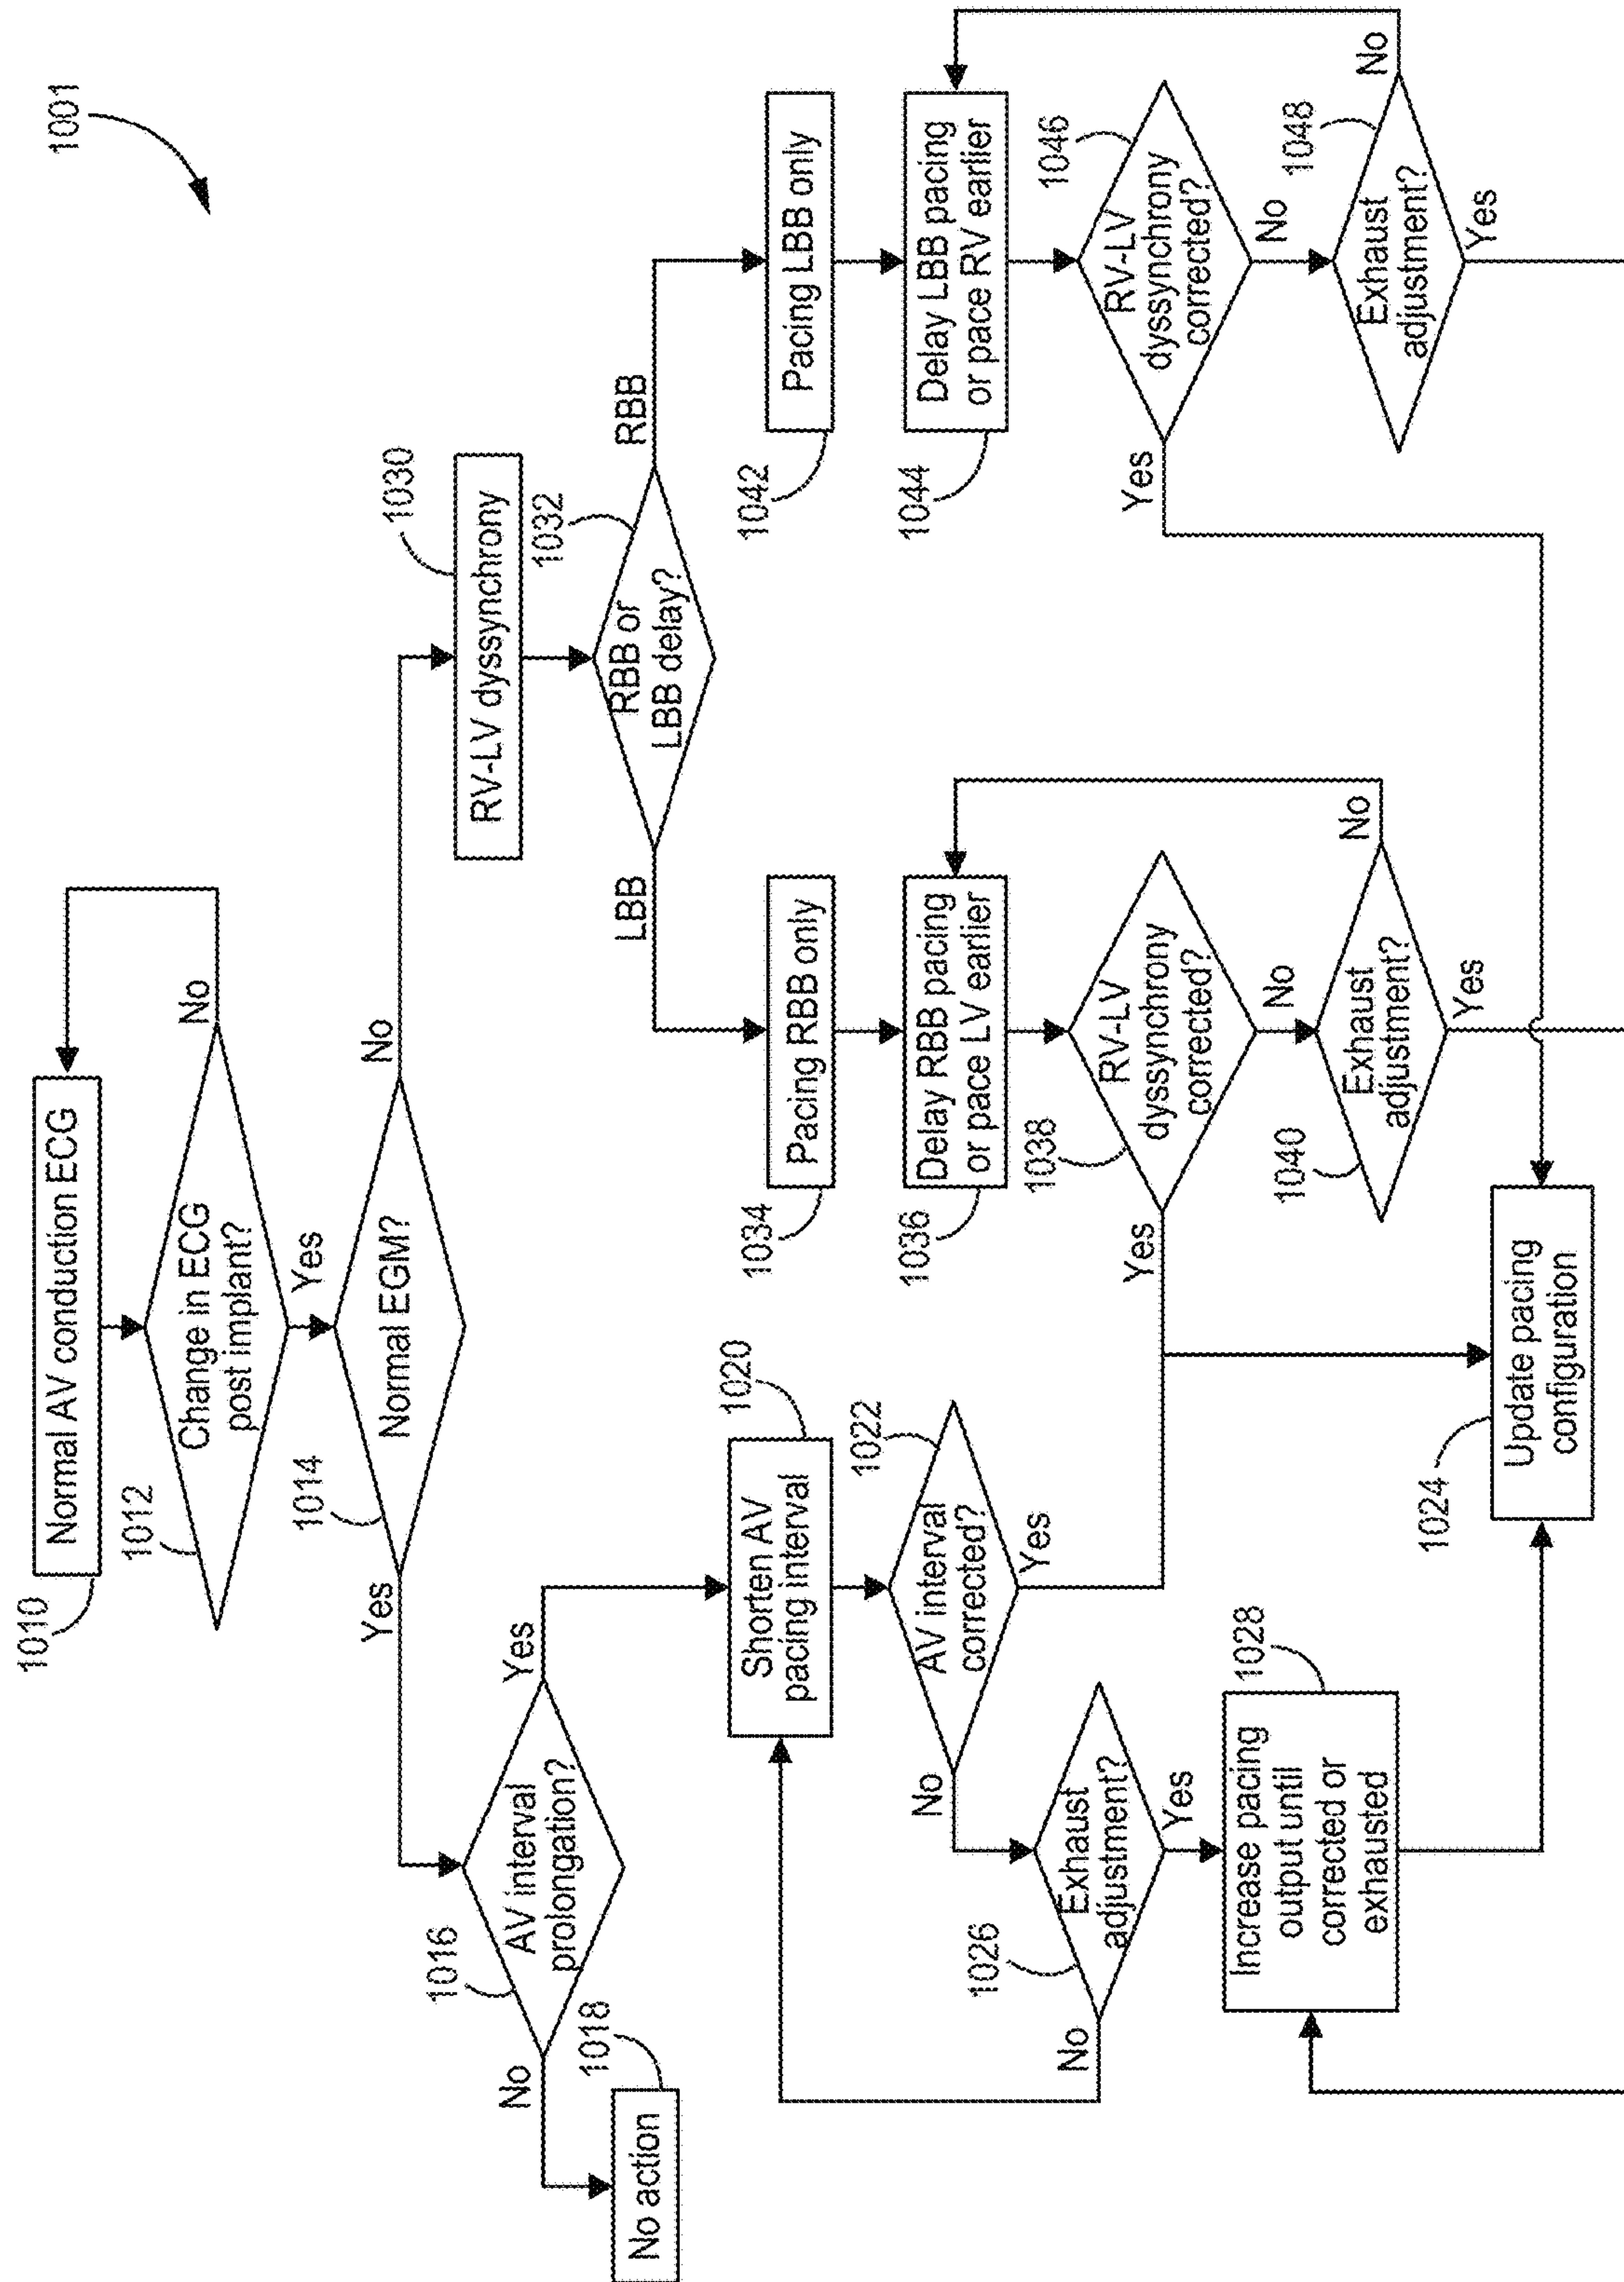 1001
Normal AV conduction ECG
1010
No
Change in ECG
post implant?
1012
Yes
Normal EGM?
1014
Yes
No
AV interval
prolongation?
1016
No
Yes
No action
1018
Shorten AV
pacing interval
1020
AV interval
corrected?
1022
No
Yes
Exhaust
adjustment?
1026
No
Yes
Increase pacing
output until
corrected or
exhausted
1028
Update pacing
configuration
1024
RV-LV dyssynchrony
1030
RBB or
LBB delay?
1032
LBB
RBB
Pacing RBB only
1034
Delay RBB pacing
or pace LV earlier
1036
RV-LV
dyssynchrony
corrected?
1038
Yes
No
Exhaust
adjustment?
1040
No
Yes
Pacing LBB only
1042
Delay LBB pacing
or pace RV earlier
1044
RV-LV
dyssynchrony
corrected?
1046
Yes
No
Exhaust
adjustment?
1048
No
Yes